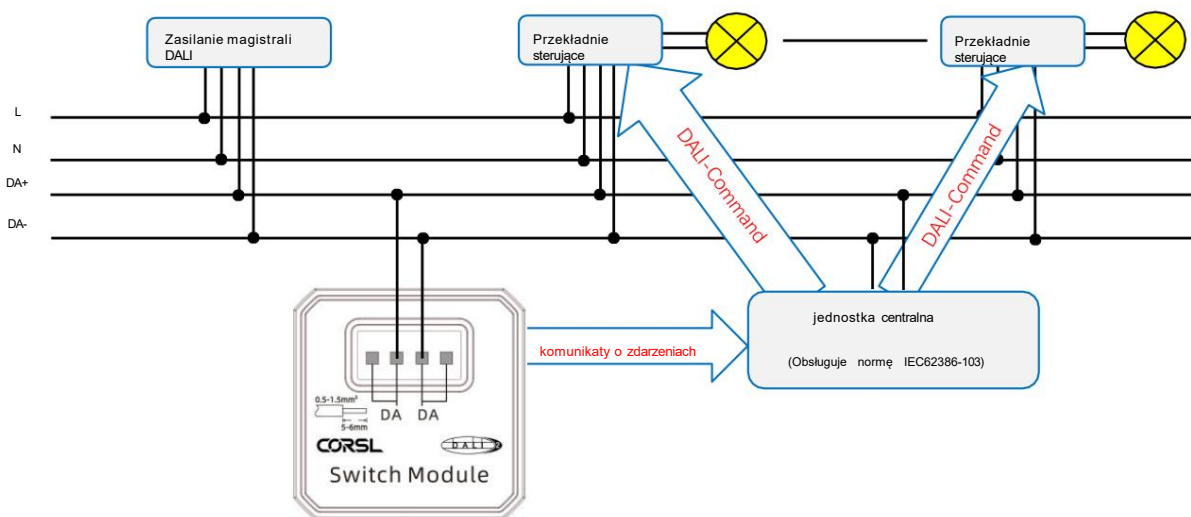 Zasilanie magistrali
DALI
Przekładnie
sterujące
Przekładnie
sterujące
L
N
DA+
DA-
DALI-Command
DALI-Command
jednostka centralna
(Obsługuje normę IEC62386-103)
komunikaty o zdarzeniach
0.5-1.5mm²
5-6mm
DA DA
CORSL
DALI 2
Switch Module